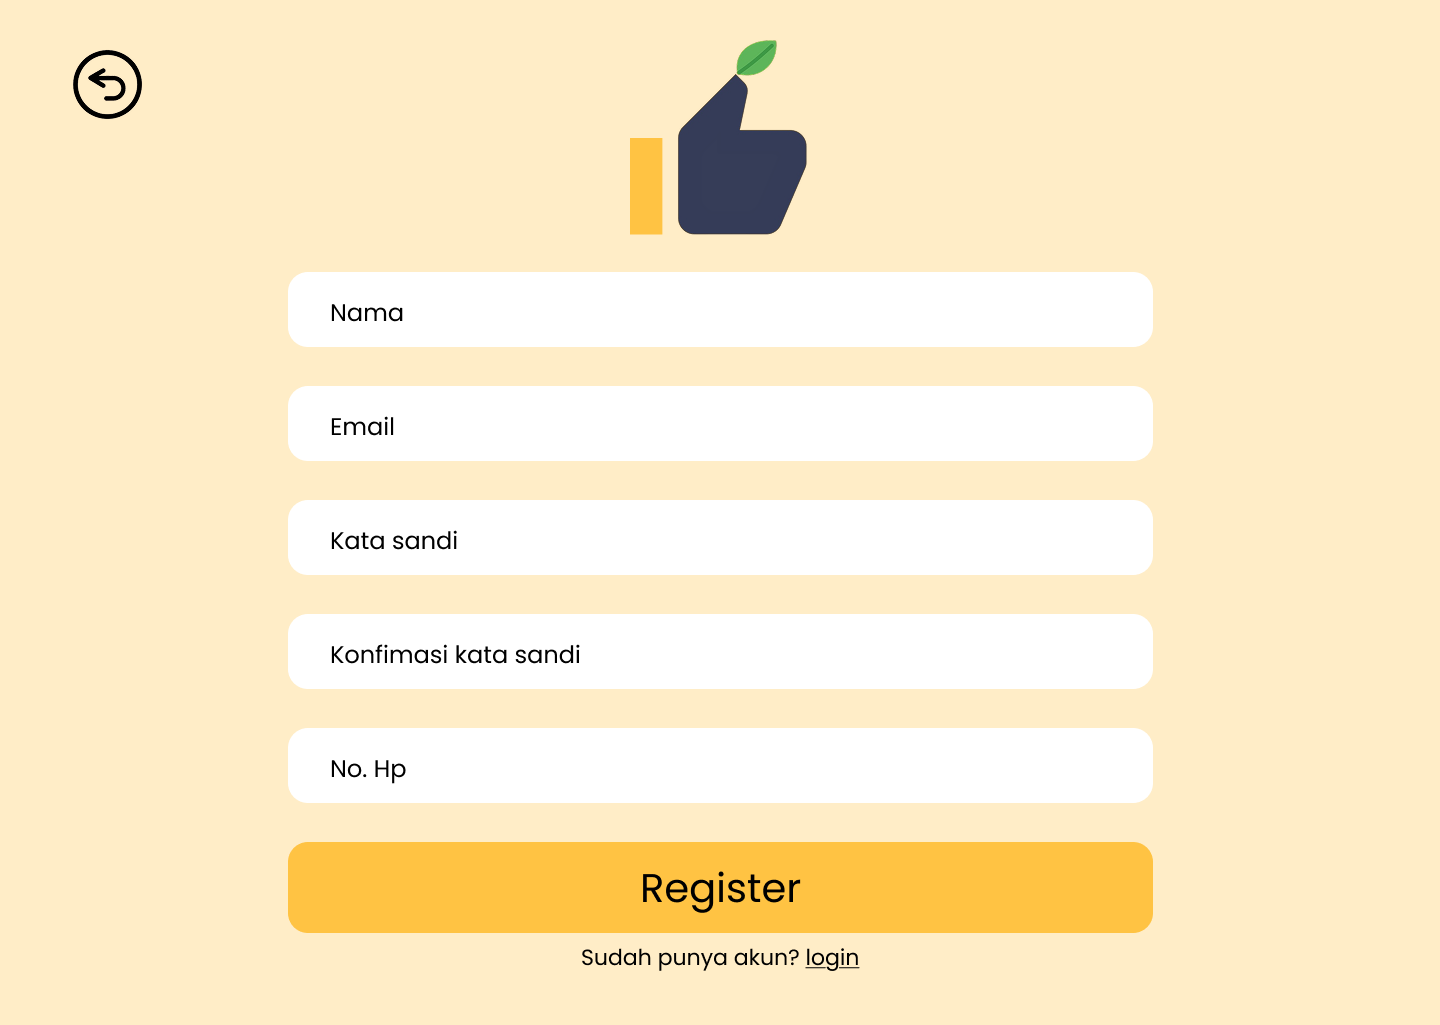 Nama
Email
Kata sandi
Konfimasi kata sandi
No. Hp
Register
Sudah punya akun? login